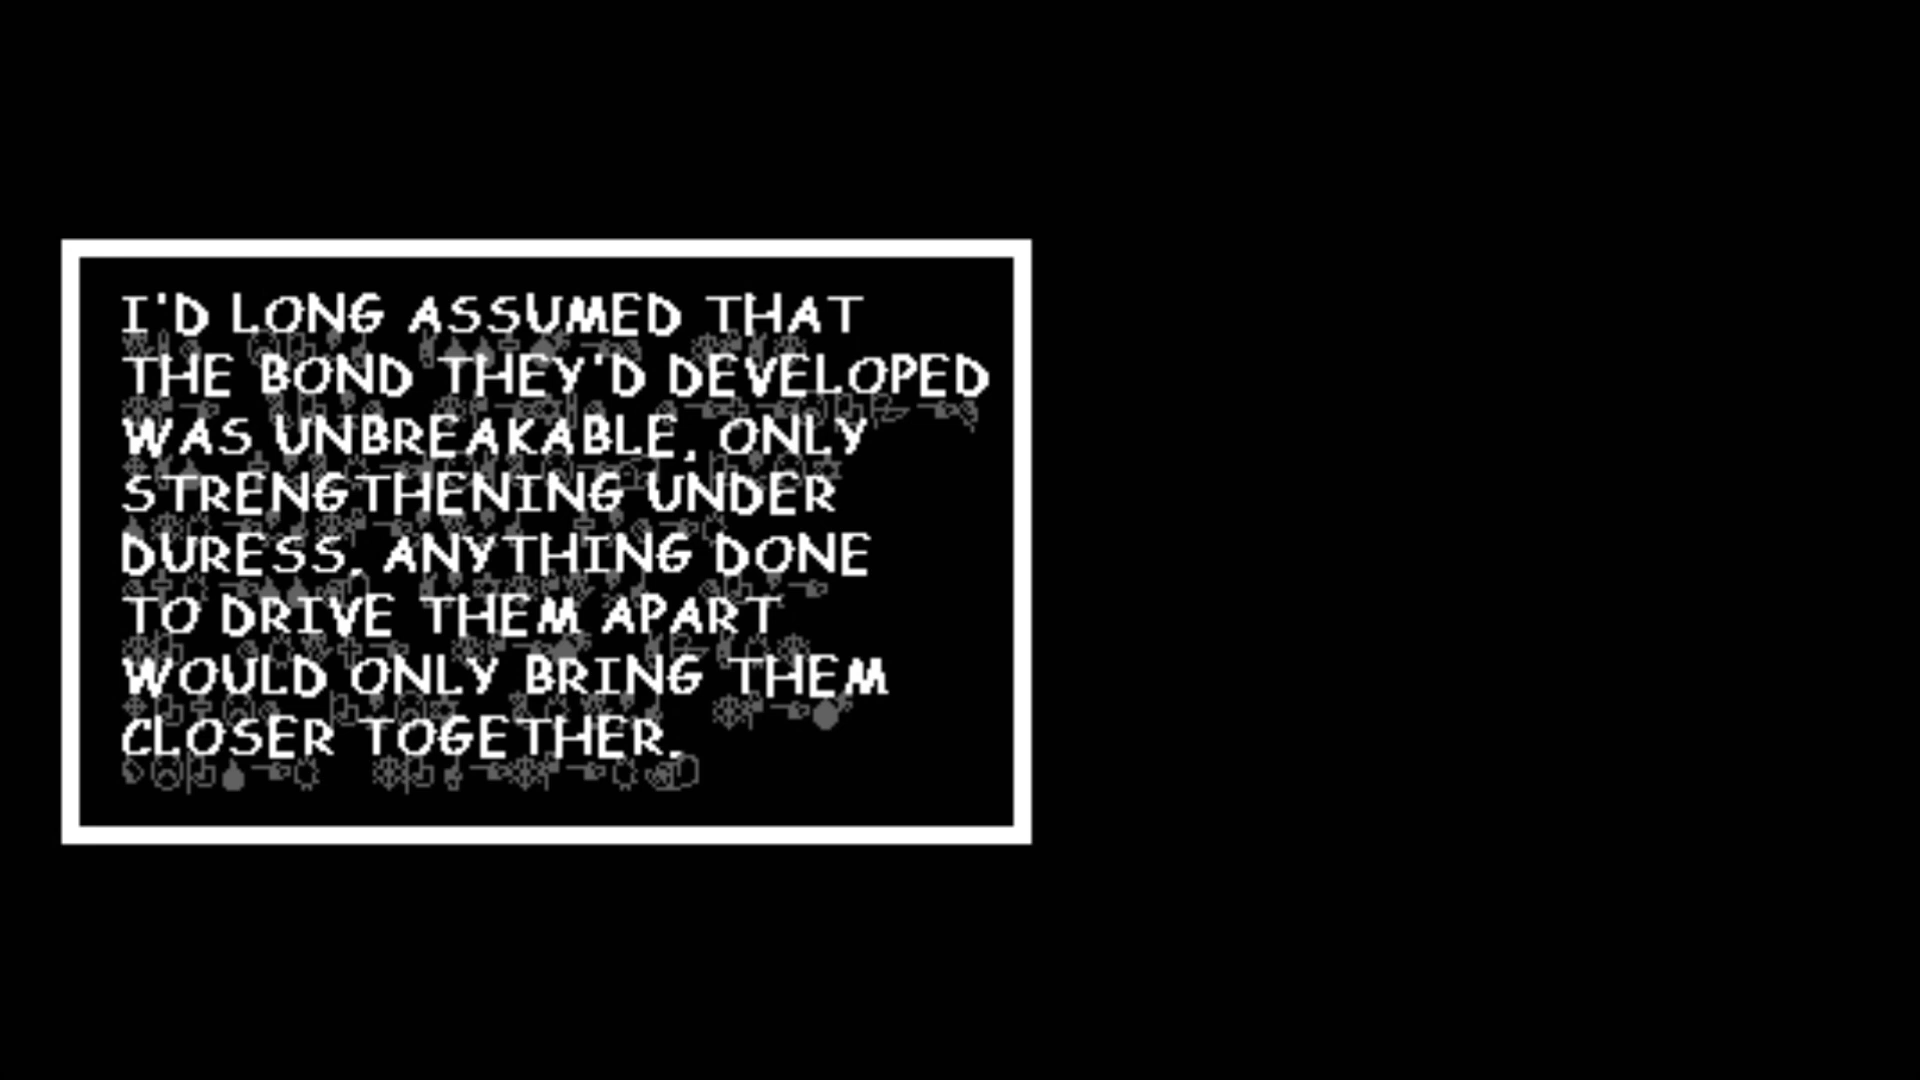 I'D LONG ASSUMED THAT
THE BOND THEY'D DEVELOPED
WAS UNBREAKABLE, ONLY
STRENGTHENING UNDER
DURESS. ANYTHING DONE
TO DRIVE THEM APART
WOULD ONLY BRING THEM
CLOSER TOGETHER.